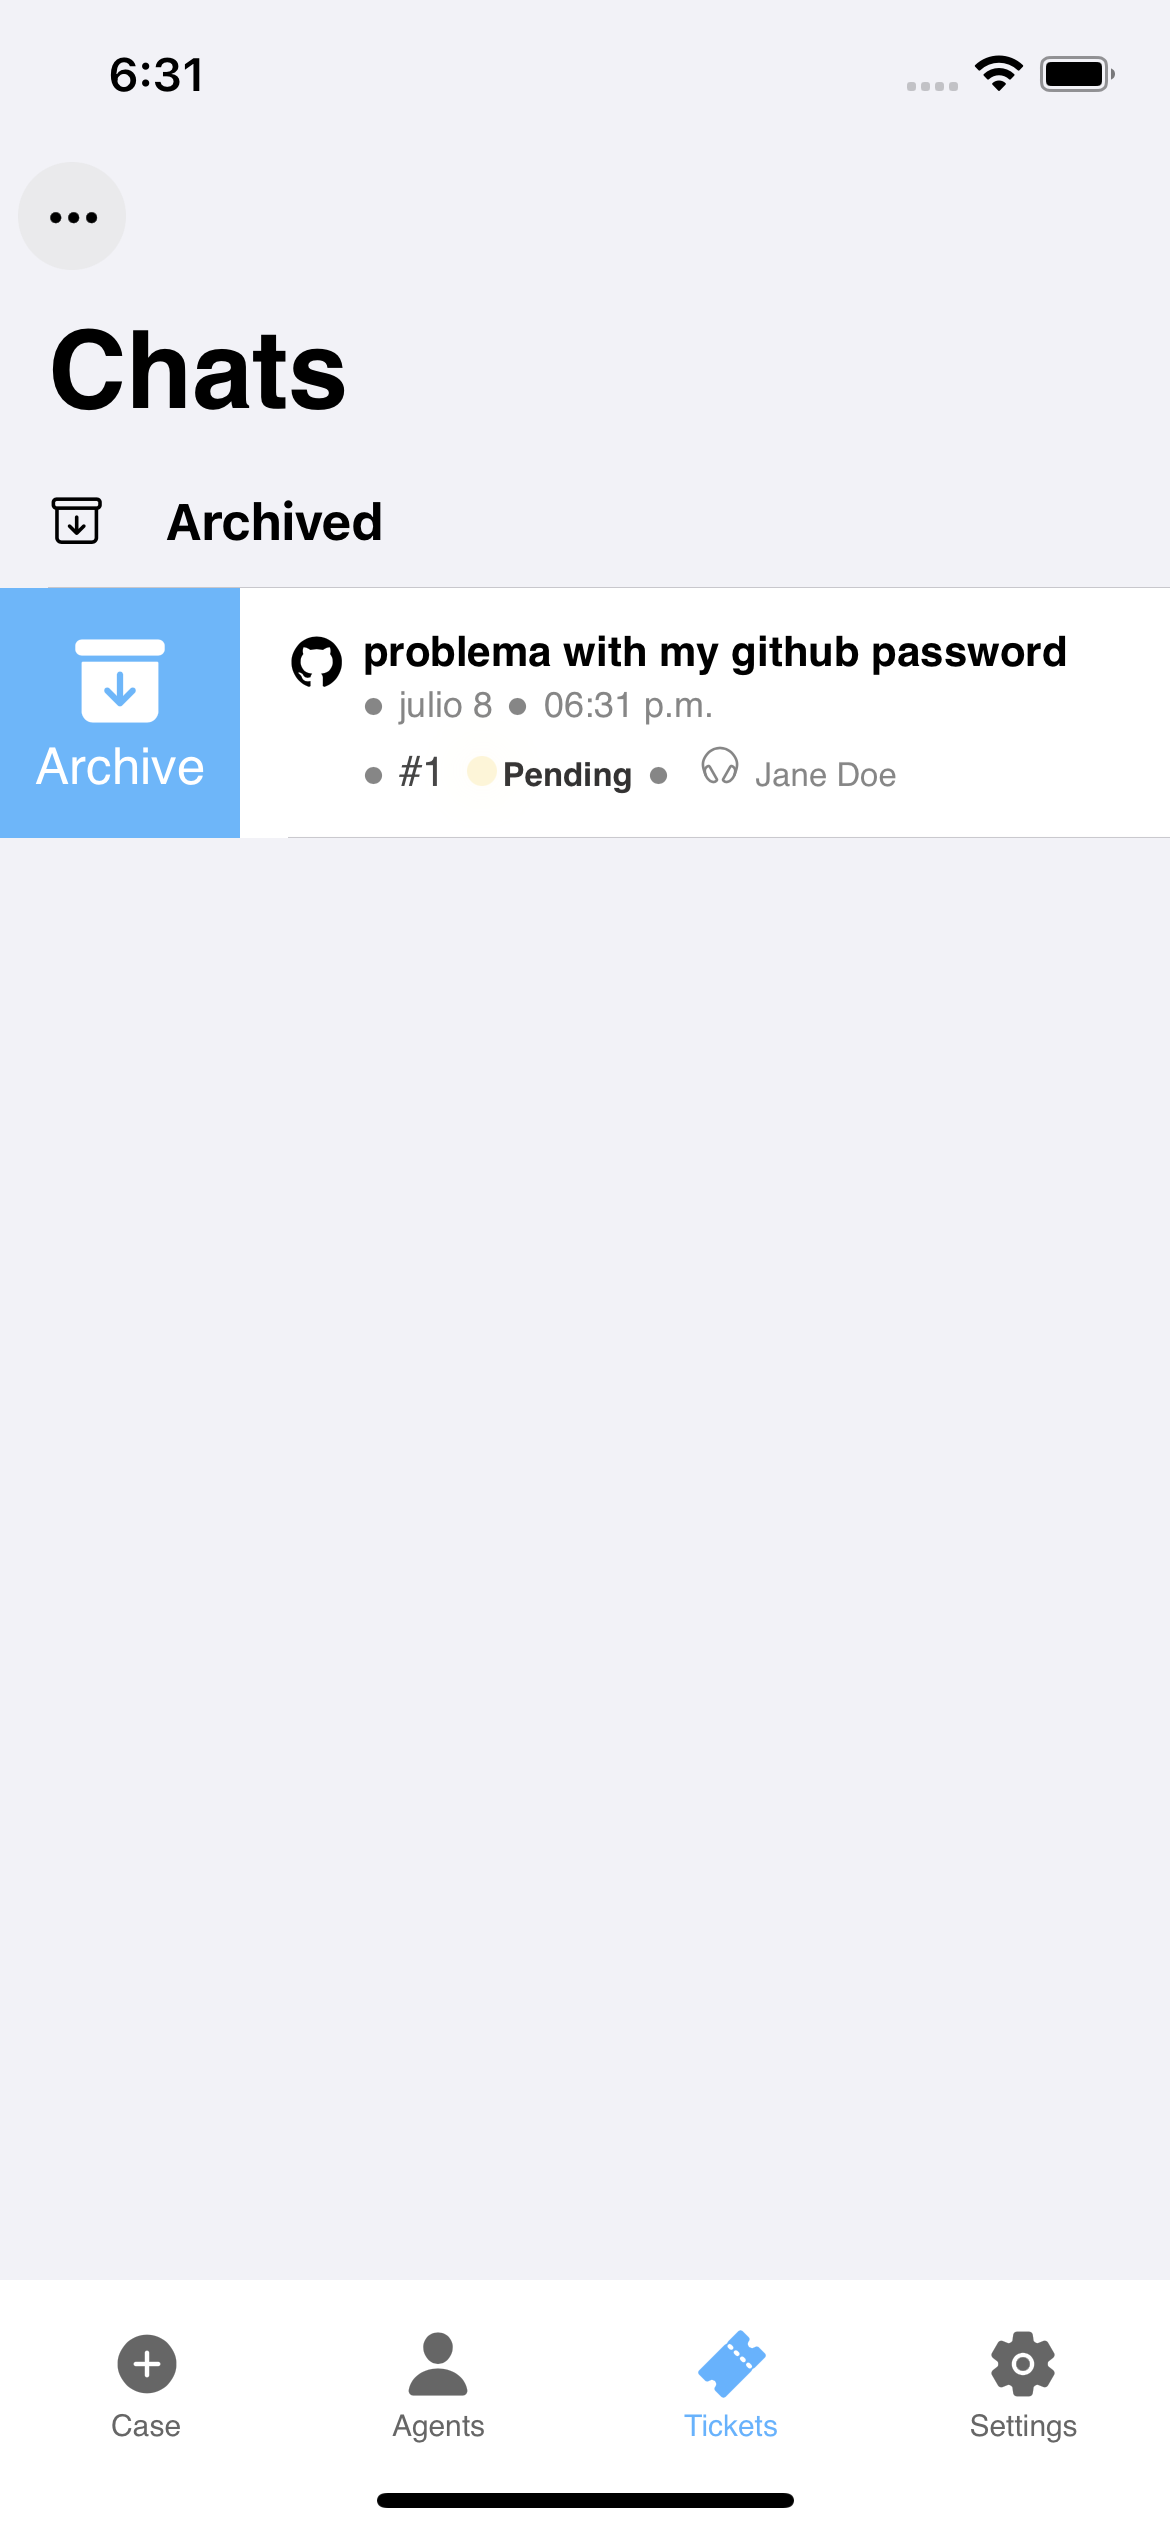 6:31
Chats
Archived
Archive
problema with my github password
julio 8 06:31 p.m.
#1 Pending Jane Doe
Case Agents Tickets Settings